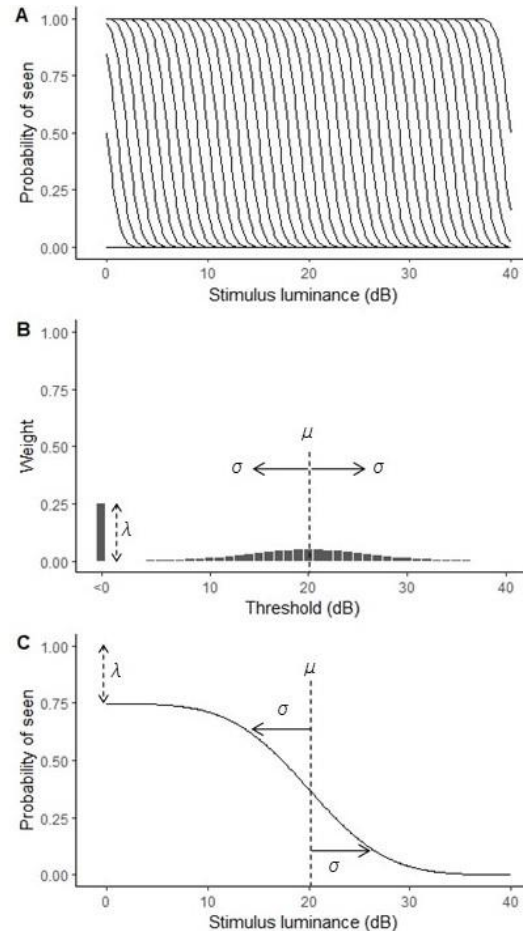 A
1.00
0.75
0.50
0.25
0.00
Probability of seen
0 10 20 30 40
Stimulus luminance (dB)
B
1.00
0.75
0.50
0.25
0.00
Weight
μ
σ σ
λ
<0 10 20 30 40
Threshold (dB)
C
1.00
0.75
0.50
0.25
0.00
Probability of seen
λ
μ
σ
σ
0 10 20 30 40
Stimulus luminance (dB)